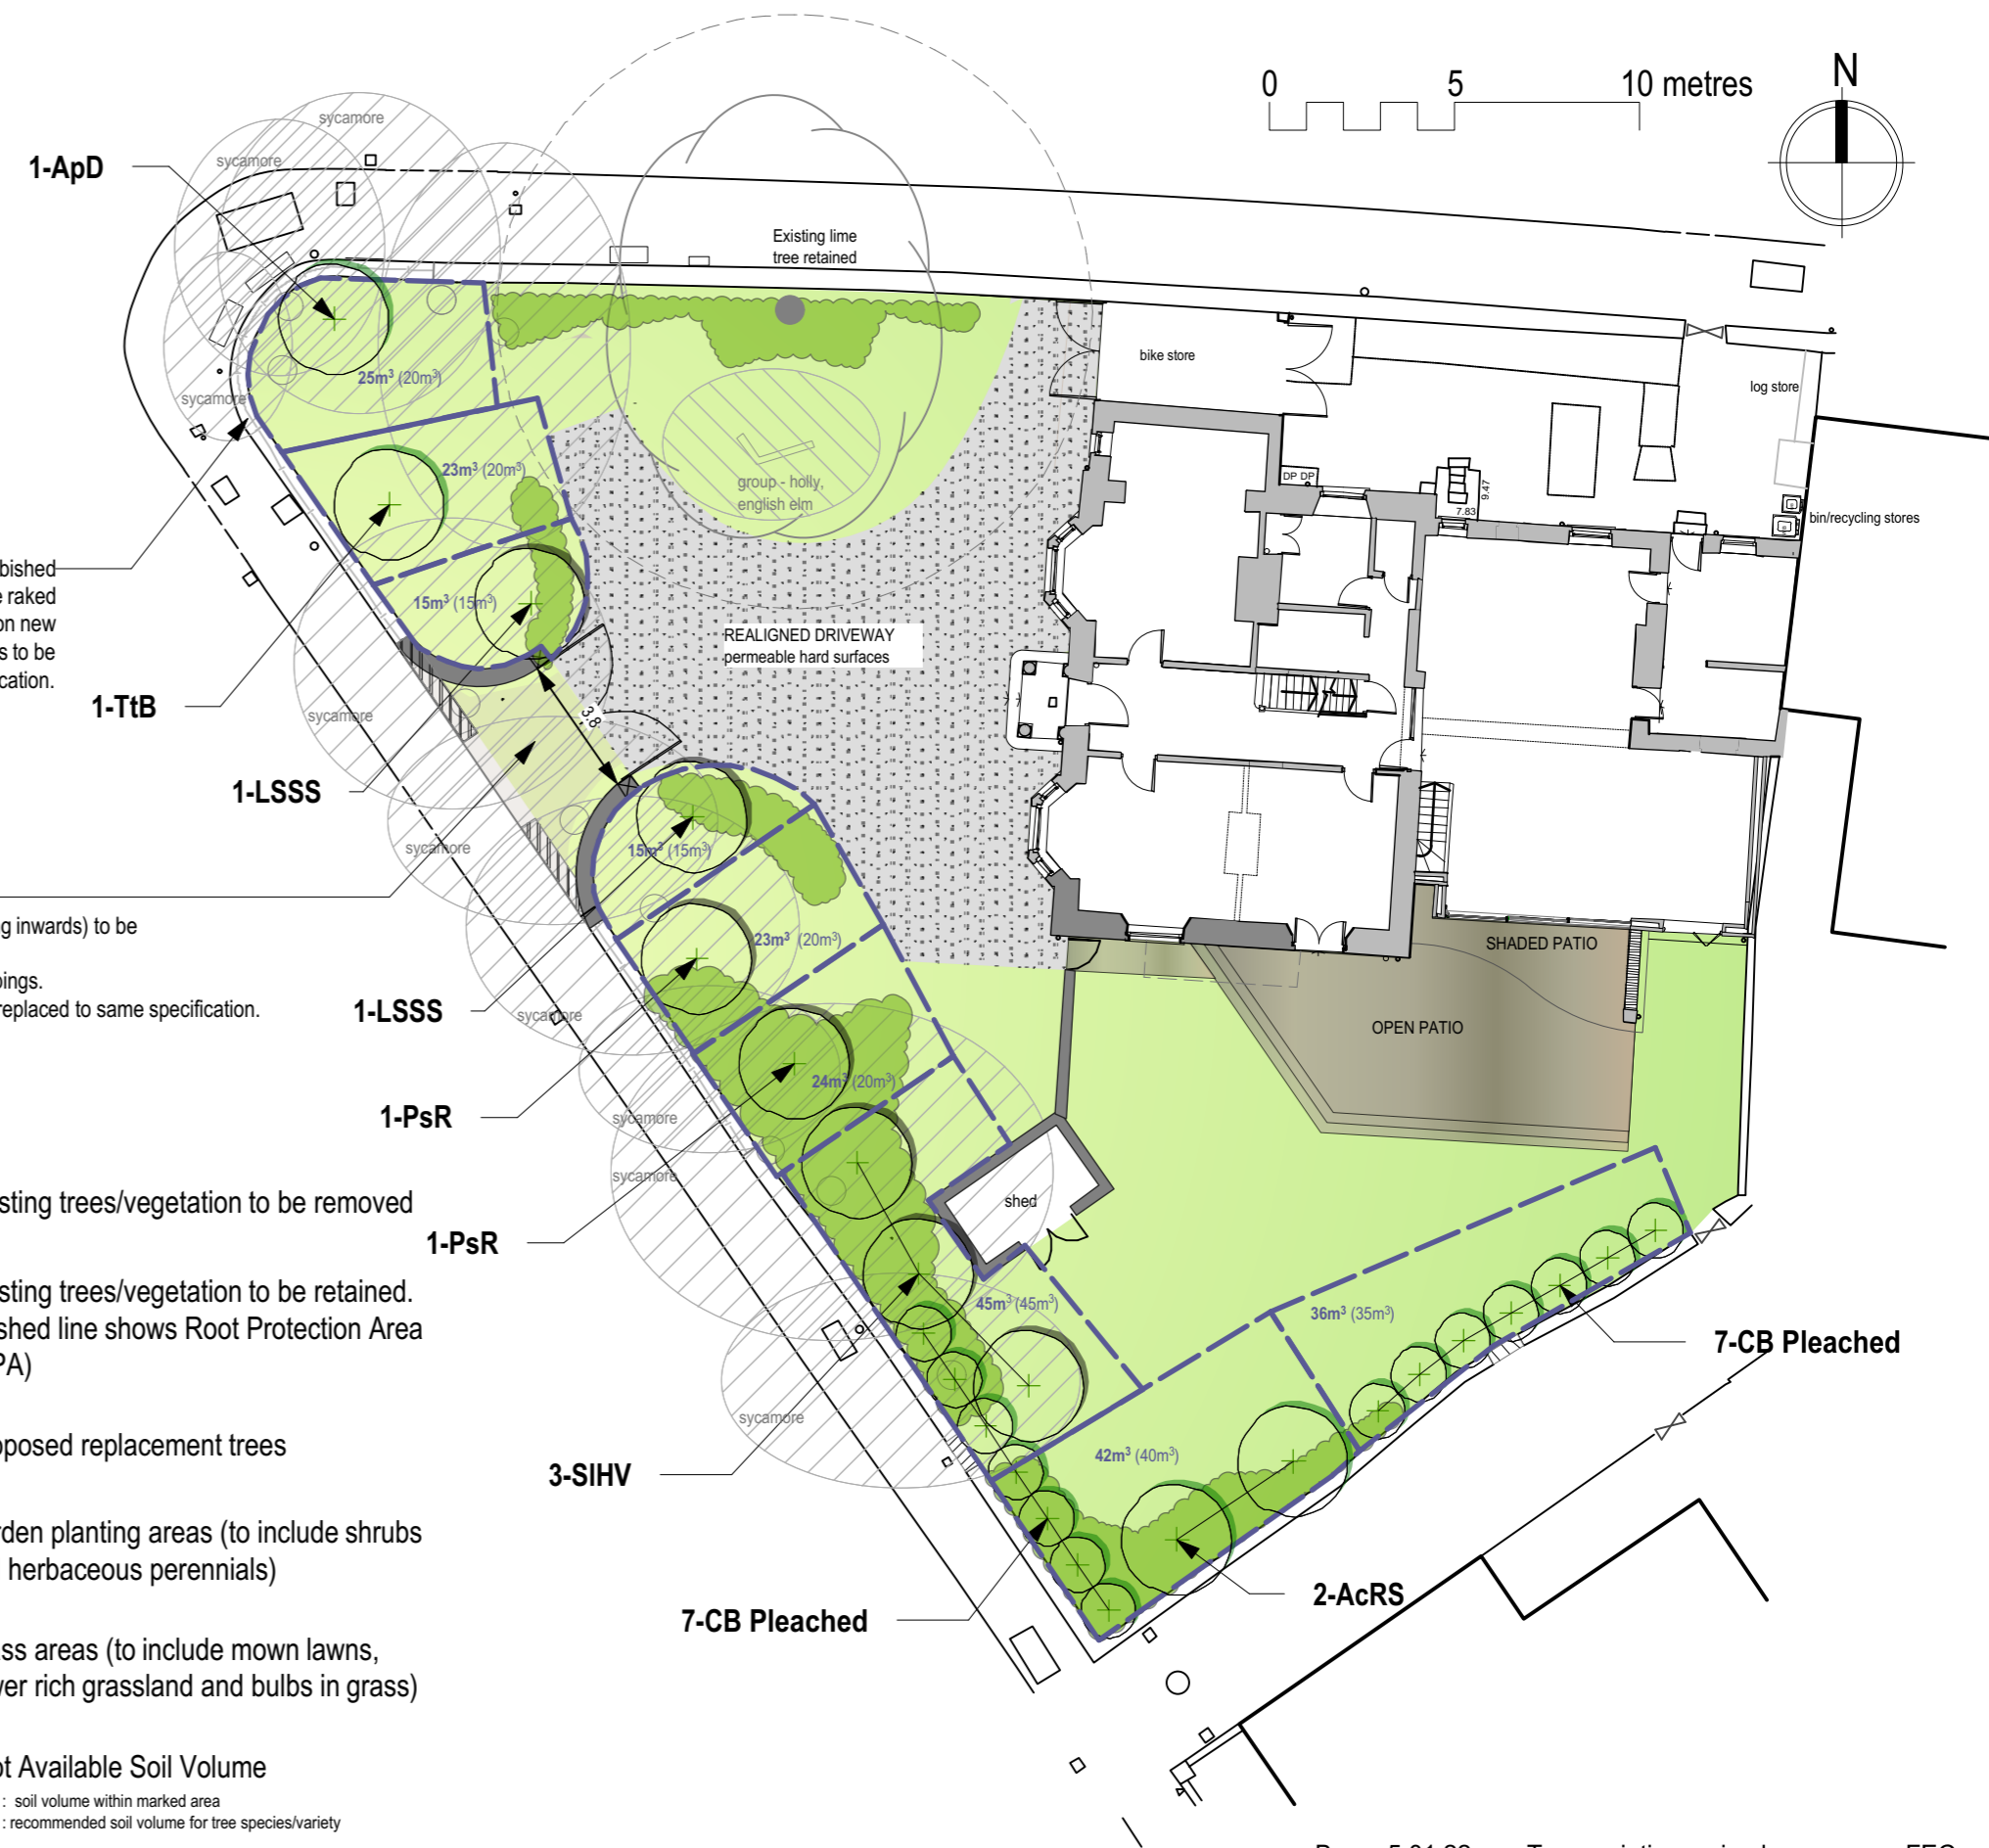 0 5 10 metres
N
sycamore
sycamore
1-ApD
Existing lime
tree retained
bike store
log store
25m³ (20m³)
sycamore
23m³ (20m³)
group - holly,
english elm
DP DP
9.47
7.83
bin/recycling stores
bished
e raked
on new
s to be
cation.
15m³ (15m³)
REALIGNED DRIVEWAY
permeable hard surfaces
1-TtB
sycamore
3.8
1-LSSS
sycamore
15m³ (15m³)
ng inwards) to be
pings.
replaced to same specification.
23m³ (20m³)
SHADED PATIO
1-LSSS
sycamore
OPEN PATIO
24m³ (20m³)
1-PsR
sycamore
sycamore
shed
sting trees/vegetation to be removed
1-PsR
sting trees/vegetation to be retained.
shed line shows Root Protection Area
PA)
45m³ (45m³)
36m³ (35m³)
7-CB Pleached
sycamore
oposed replacement trees
42m³ (40m³)
3-SIHV
rden planting areas (to include shrubs
herbaceous perennials)
2-AcRS
7-CB Pleached
ass areas (to include mown lawns,
wer rich grassland and bulbs in grass)
ot Available Soil Volume
: soil volume within marked area
: recommended soil volume for tree species/variety